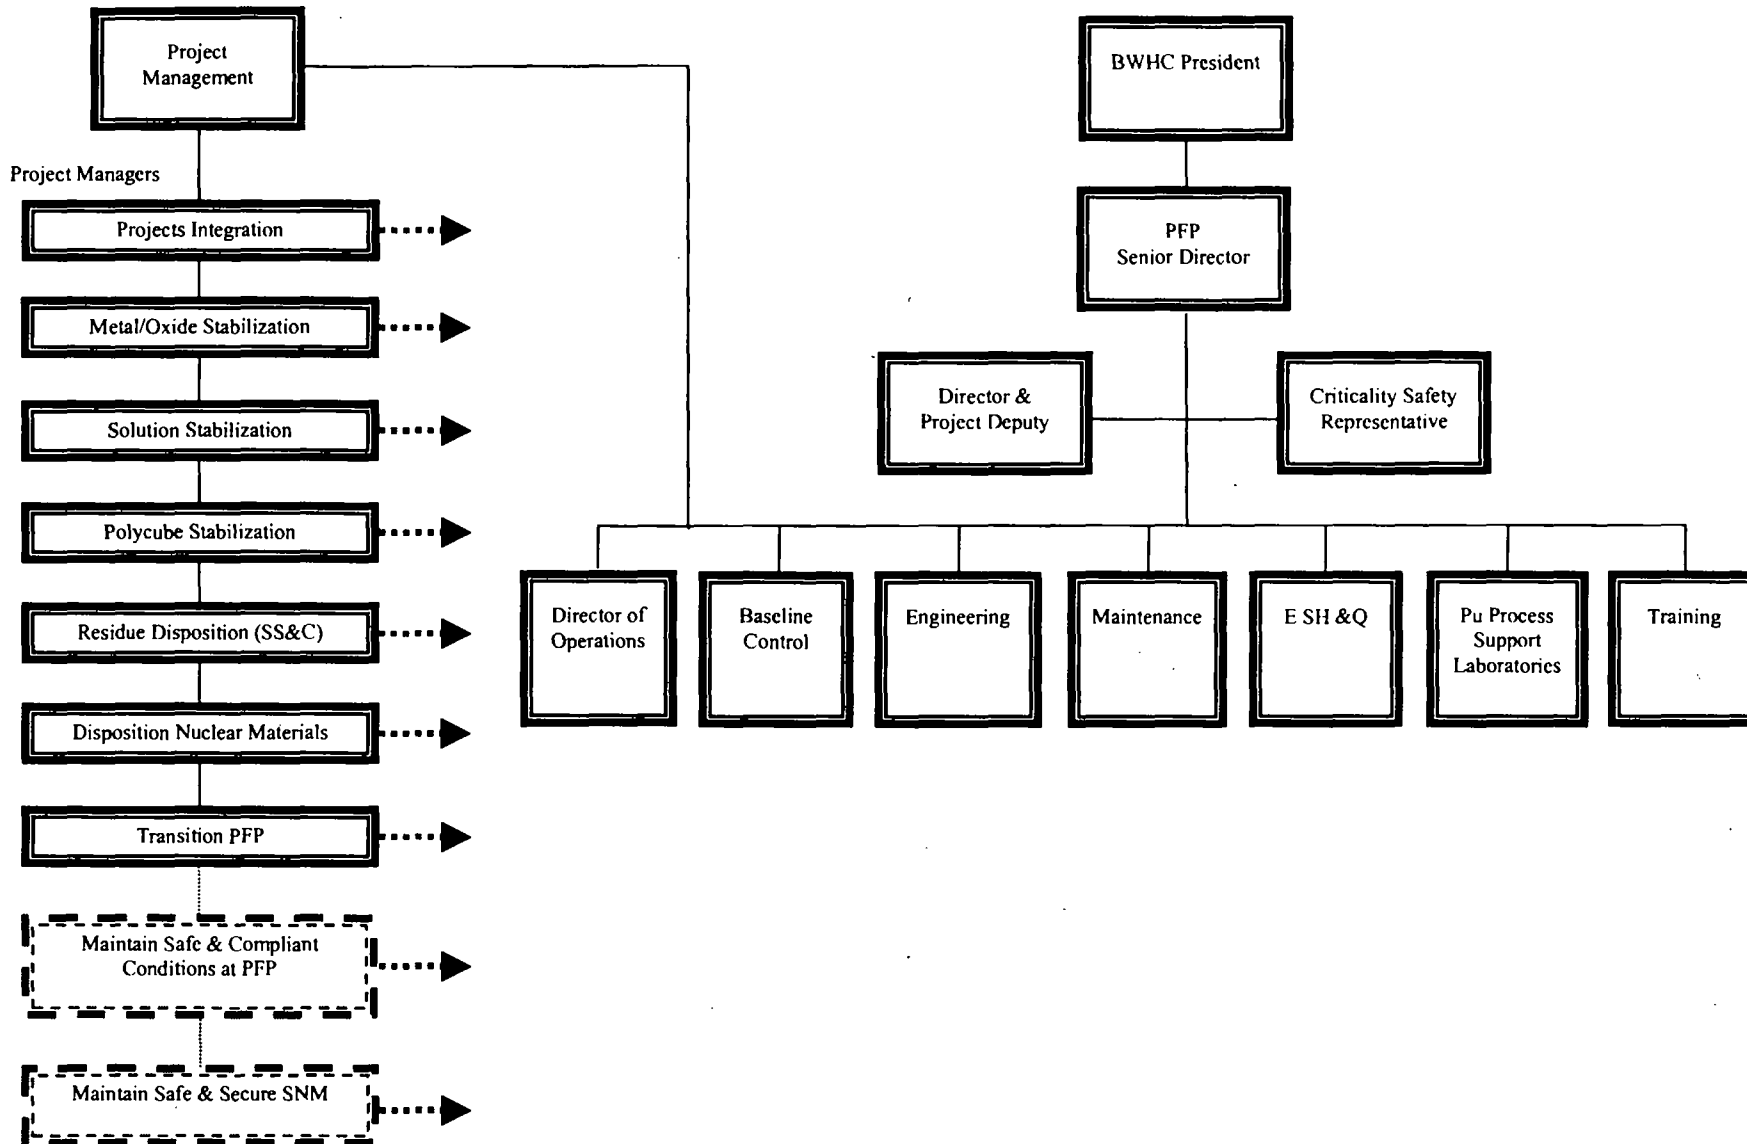 Project
Management
BWHC President
Project Managers
Projects Integration
PFP
Senior Director
Metal/Oxide Stabilization
Director &
Project Deputy
Criticality Safety
Representative
Solution Stabilization
Polycube Stabilization
Residue Disposition (SS&C)
Director of
Operations
Baseline
Control
Engineering
Maintenance
E SH &Q
Pu Process
Support
Laboratories
Training
Disposition Nuclear Materials
Transition PFP
Maintain Safe & Compliant
Conditions at PFP
Maintain Safe & Secure SNM